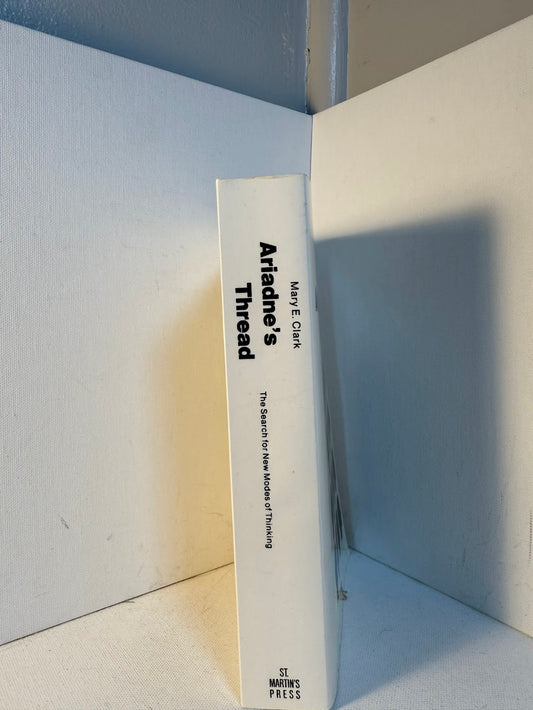 Mary E. Clark
Ariadne's
Thread
The Search for New Modes of Thinking
ST.
MARTIN'S
PRESS